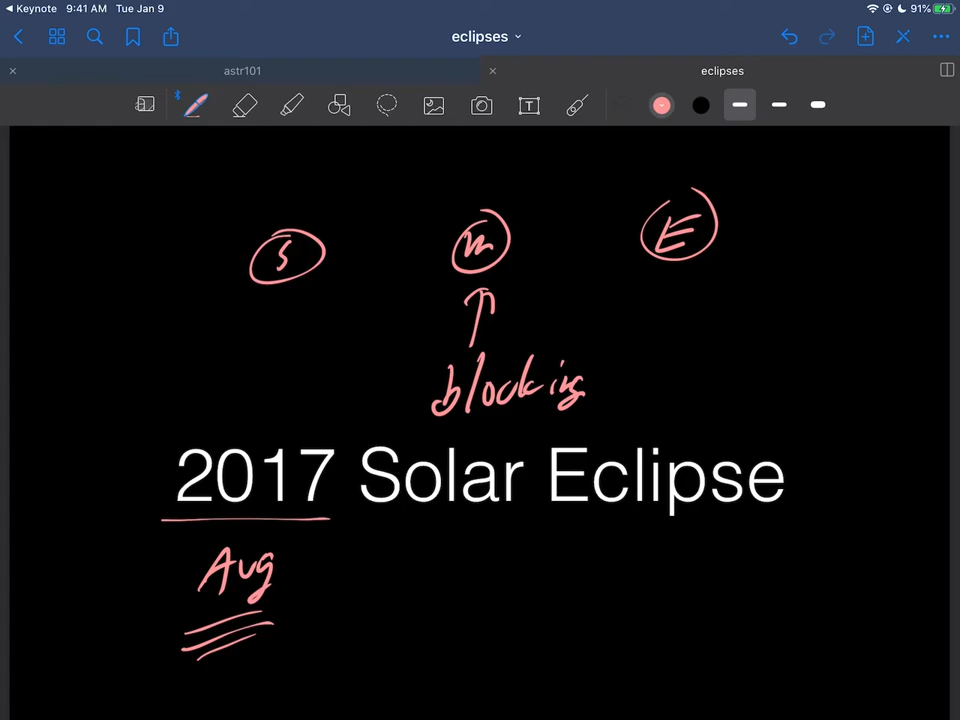 Keynote 9:41 AM Tue Jan 9 91%
eclipses
astr101 eclipses
T
S m E
blocking
2017 Solar Eclipse
Aug